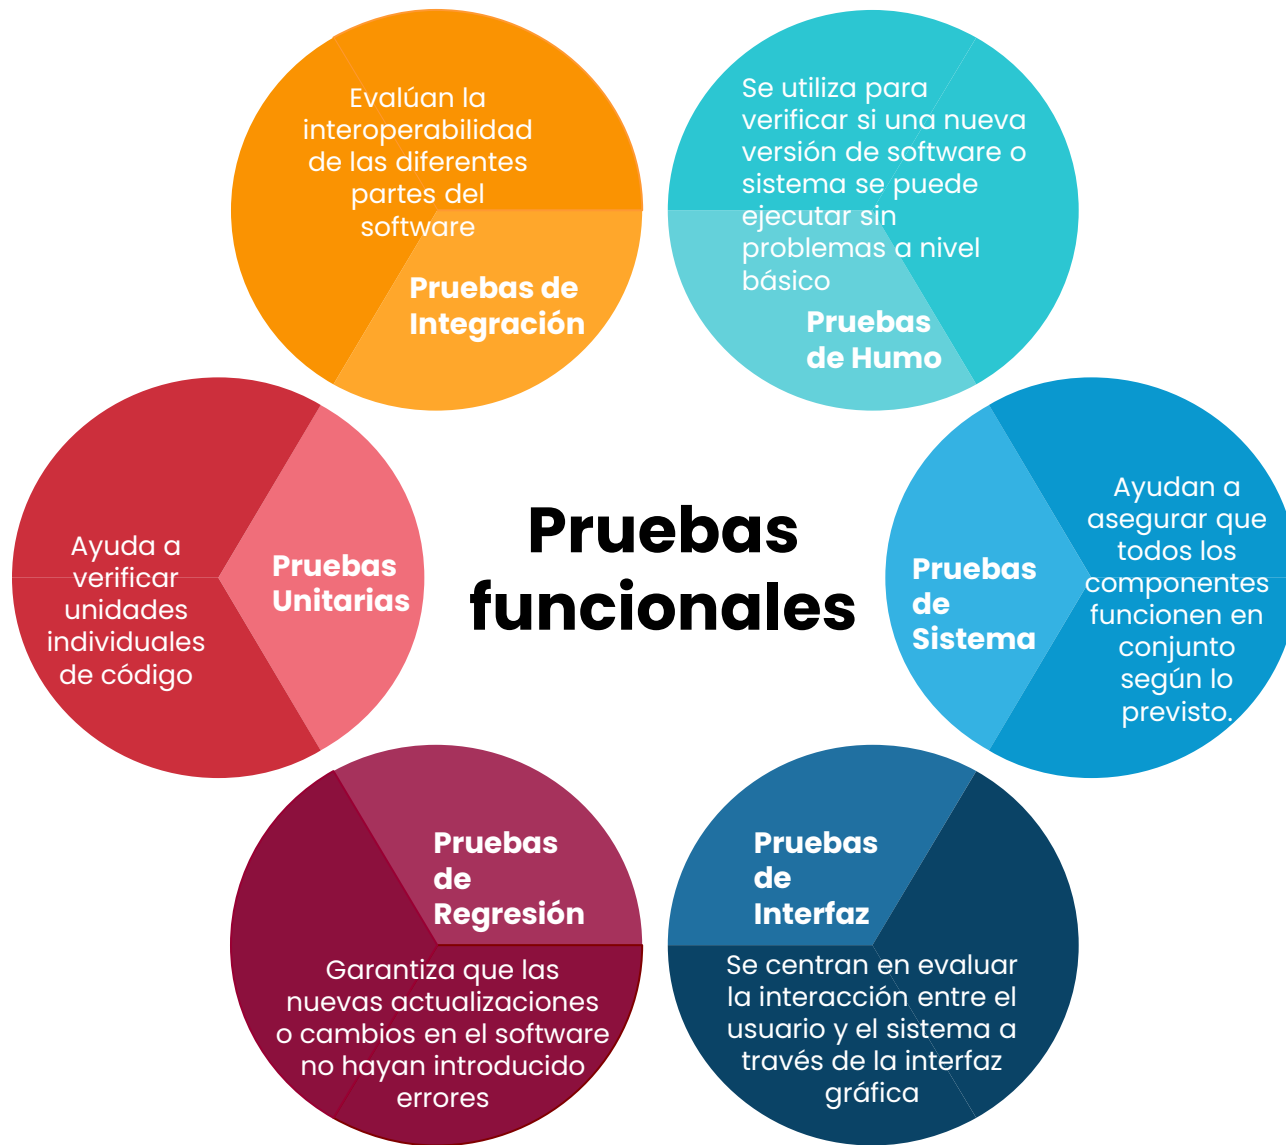 Evalúan la
interoperabilidad
de las diferentes
partes del
software
Pruebas de
Integración
Se utiliza para
verificar si una nueva
versión de software o
sistema se puede
ejecutar sin
problemas a nivel
básico
Pruebas
de Humo
Ayuda a
verificar
unidades
individuales
de código
Pruebas
Unitarias
Pruebas
funcionales
Pruebas
de
Sistema
Ayudan a
asegurar que
todos los
componentes
funcionen en
conjunto
según lo
previsto.
Pruebas
de
Regresión
Garantiza que las
nuevas actualizaciones
o cambios en el software
no hayan introducido
errores
Pruebas
de
Interfaz
Se centran en evaluar
la interacción entre el
usuario y el sistema a
través de la interfaz
gráfica